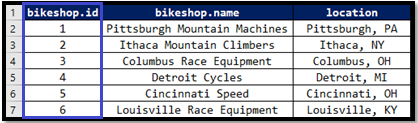 1 bikeshop.id bikeshop.name location
2 1 Pittsburgh Mountain Machines Pittsburgh, PA
3 2 Ithaca Mountain Climbers Ithaca, NY
4 3 Columbus Race Equipment Columbus, OH
5 4 Detroit Cycles Detroit, MI
6 5 Cincinnati Speed Cincinnati, OH
7 6 Louisville Race Equipment Louisville, KY